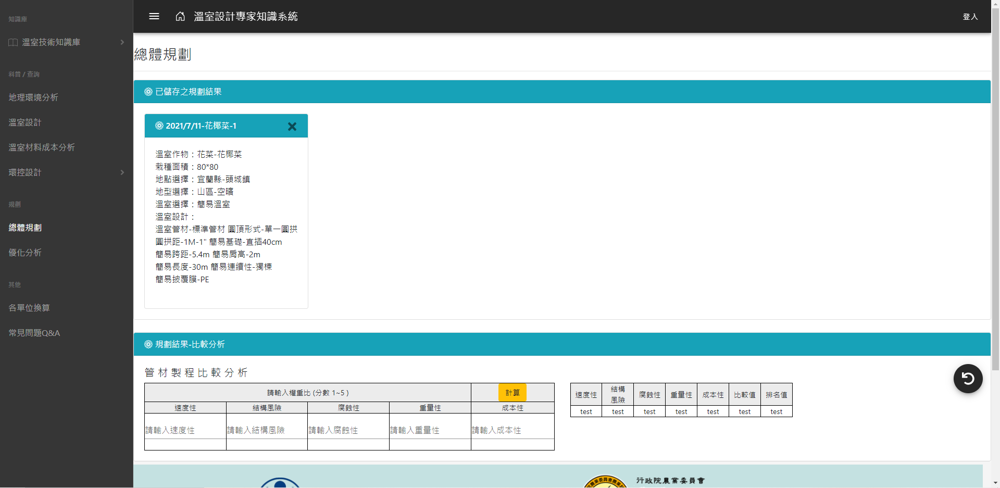 知識庫
溫室技術知識庫
科普 / 查詢
地理環境分析
溫室設計
溫室材料成本分析
環控設計
規劃
總體規劃
優化分析
其他
各單位換算
常見問題Q&A
溫室設計專家知識系統
登入
總體規劃
已儲存之規劃結果
2021/7/11-花椰菜-1
溫室作物：花菜-花椰菜
栽種面積：80*80
地點選擇：宜蘭縣-頭城鎮
地型選擇：山區-空曠
溫室選擇：簡易溫室
溫室設計：
溫室管材-標準管材 圓頂形式-單一圓拱
圓拱距-1M-1" 簡易基礎-直插40cm
簡易跨距-5.4m 簡易肩高-2m
簡易長度-30m 簡易連續性-獨棟
簡易披覆膜-PE
規劃結果-比較分析
管材製程比較分析
請輸入權重比 (分數 1~5 ) 計算
速度性 結構風險 腐蝕性 重量性 成本性
請輸入速度性 請輸入結構風險 請輸入腐蝕性 請輸入重量性 請輸入成本性
速度性 結構風險 腐蝕性 重量性 成本性 比較值 排名值
test test test test test test test
行政院農業委員會